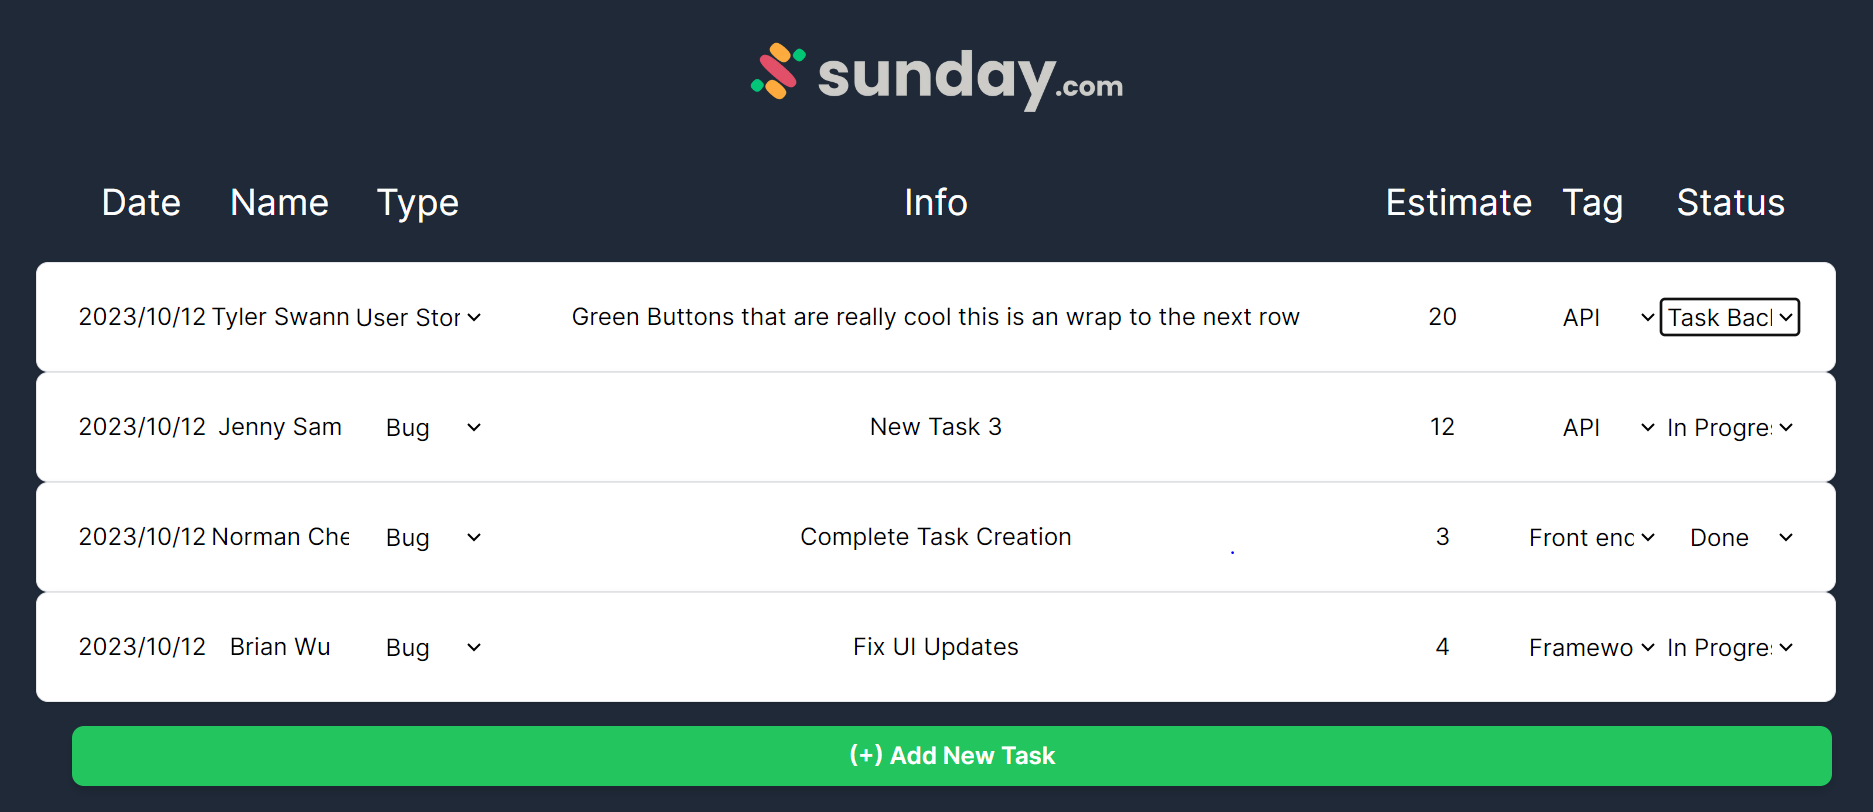 sunday.com
Date Name Type Info Estimate Tag Status
2023/10/12 Tyler Swann User Stor Green Buttons that are really cool this is an wrap to the next row 20 API Task Bac
2023/10/12 Jenny Sam Bug New Task 3 12 API In Progre
2023/10/12 Norman Che Bug Complete Task Creation 3 Front end Done
2023/10/12 Brian Wu Bug Fix UI Updates 4 Framewo In Progre
(+) Add New Task